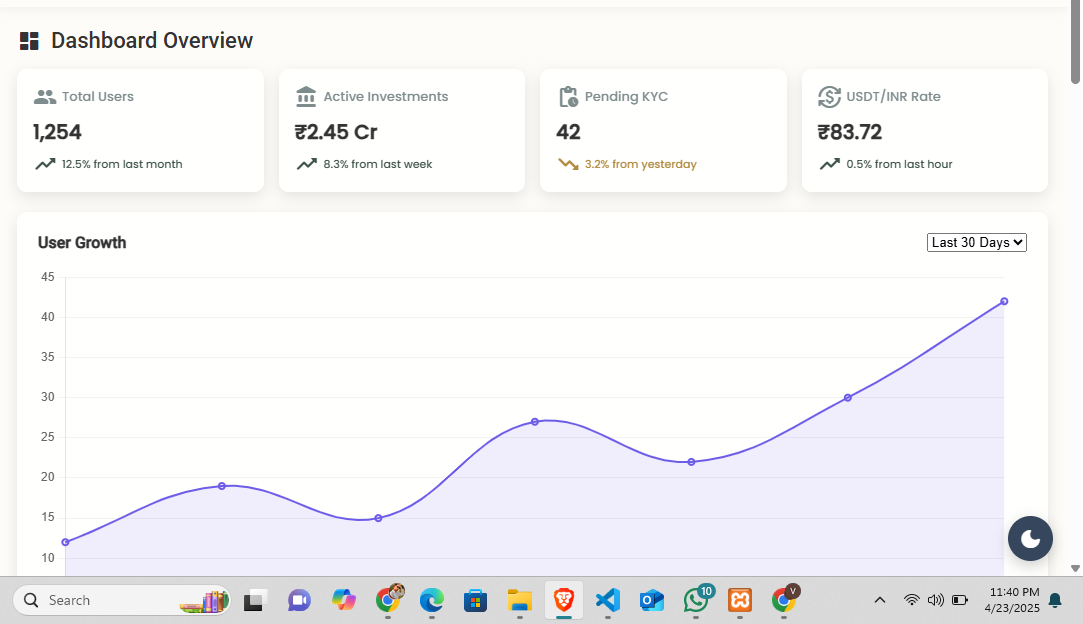 Dashboard Overview
Total Users
1,254
12.5% from last month
Active Investments
₹2.45 Cr
8.3% from last week
Pending KYC
42
3.2% from yesterday
USDT/INR Rate
₹83.72
0.5% from last hour
User Growth
Last 30 Days
45
40
35
30
25
20
15
10
Search
10
V
11:40 PM
4/23/2025